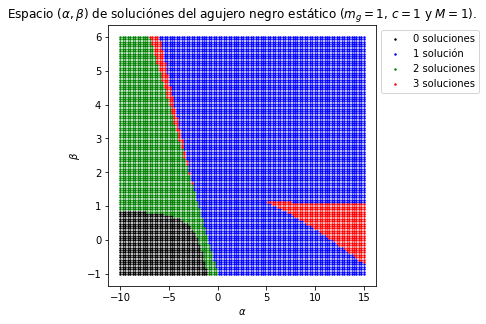 Espacio (α, β) de soluciónes del agujero negro estático (m_g = 1, c = 1 y M = 1).
0 soluciones
1 solución
2 soluciones
3 soluciones
β
6
5
4
3
2
1
0
−1
−10
−5
0
5
10
15
α